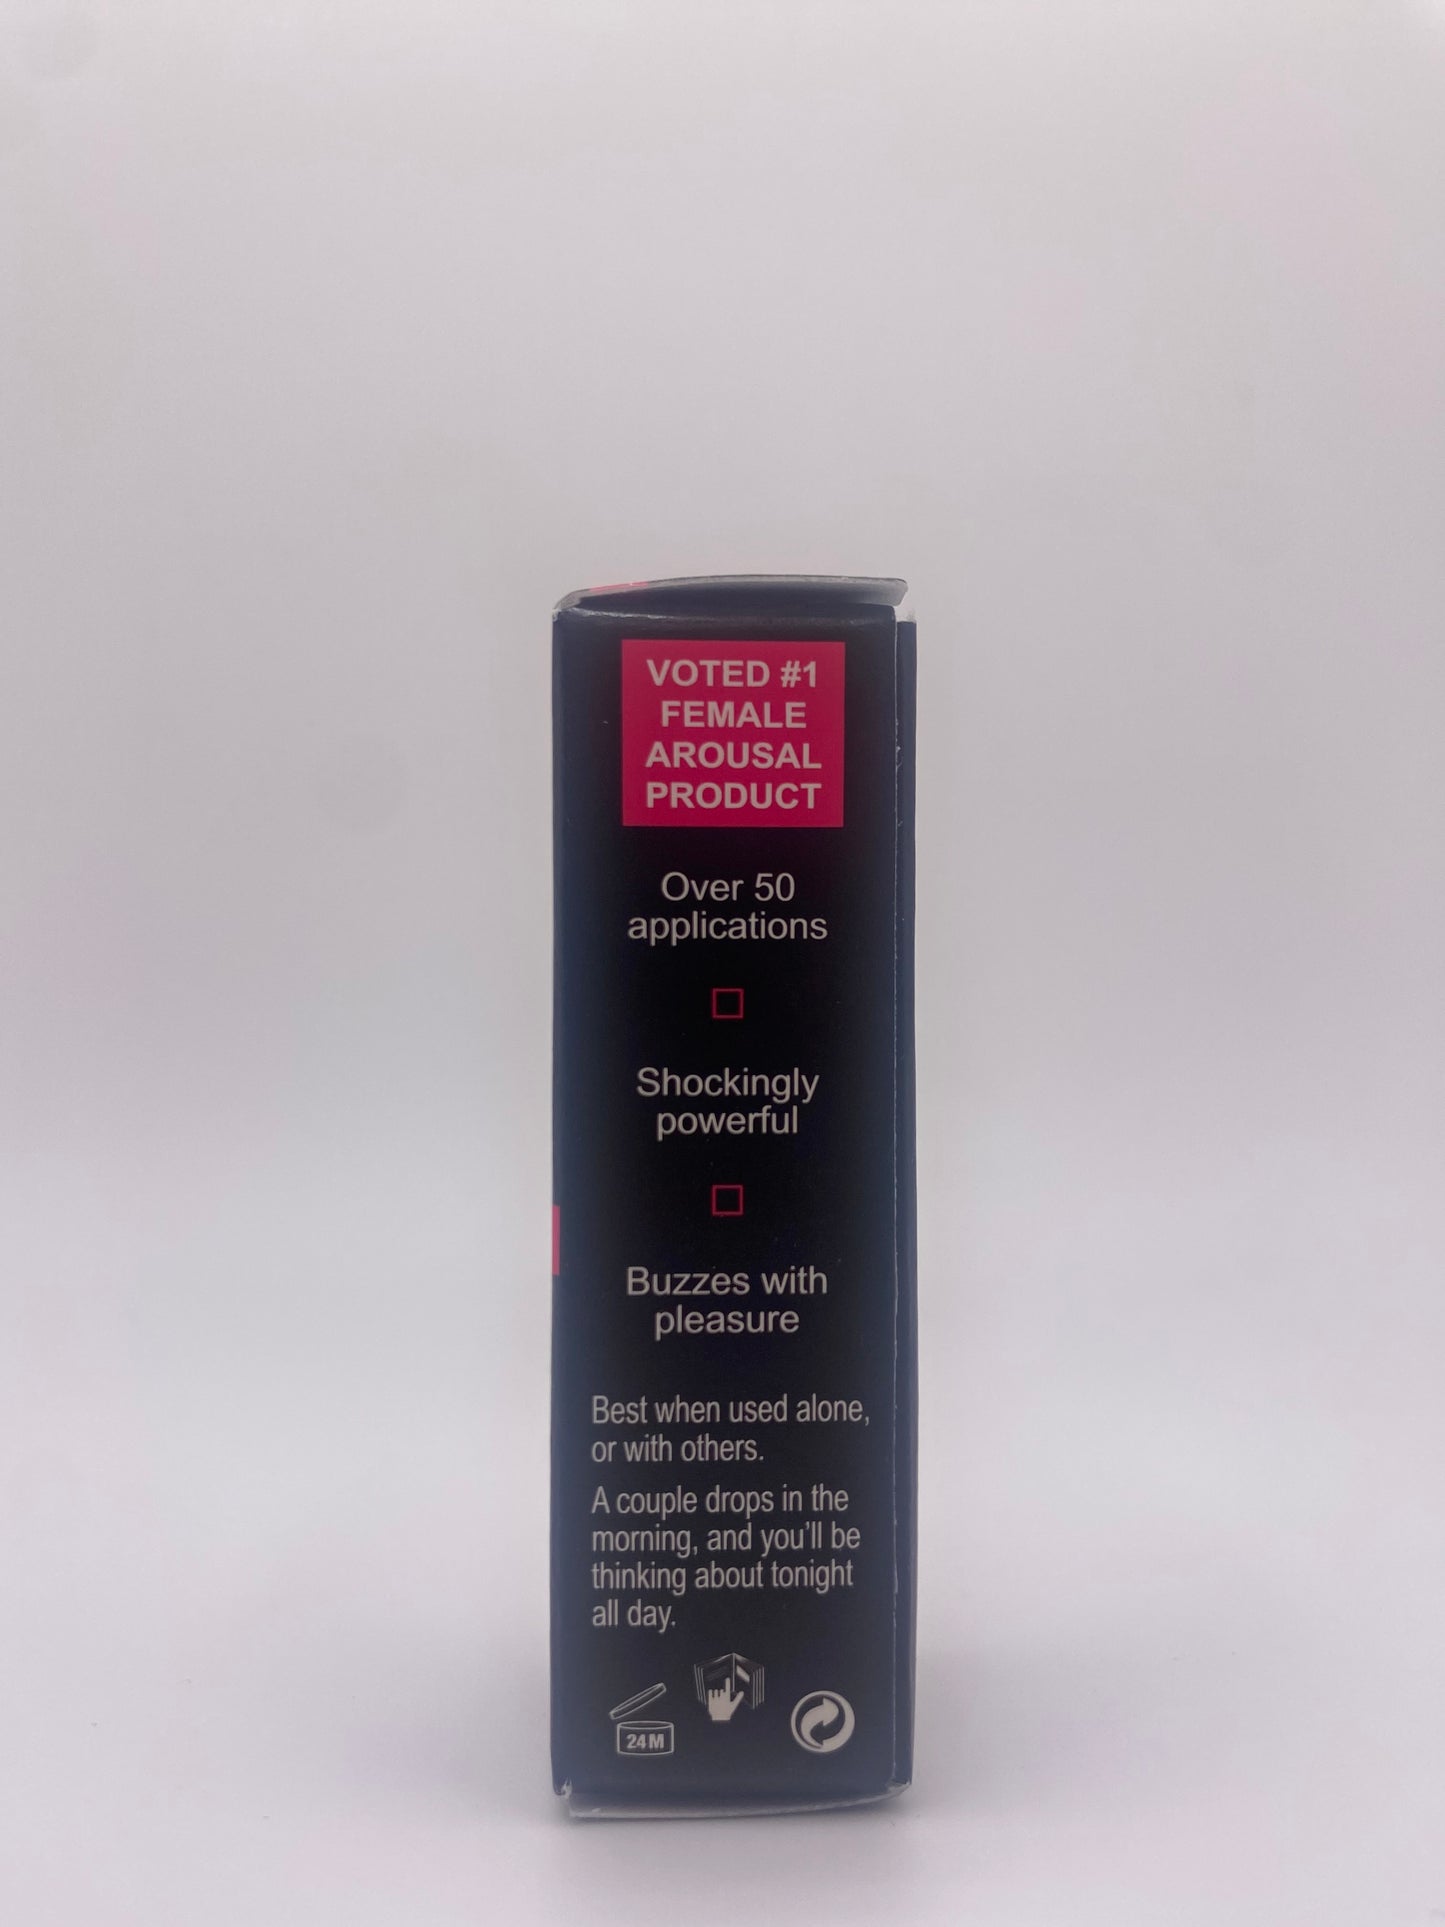 VOTED #1
FEMALE
AROUSAL
PRODUCT
Over 50
applications
Shockingly
powerful
Buzzes with
pleasure
Best when used alone,
or with others.
A couple drops in the
morning, and you'll be
thinking about tonight
all day.
24M